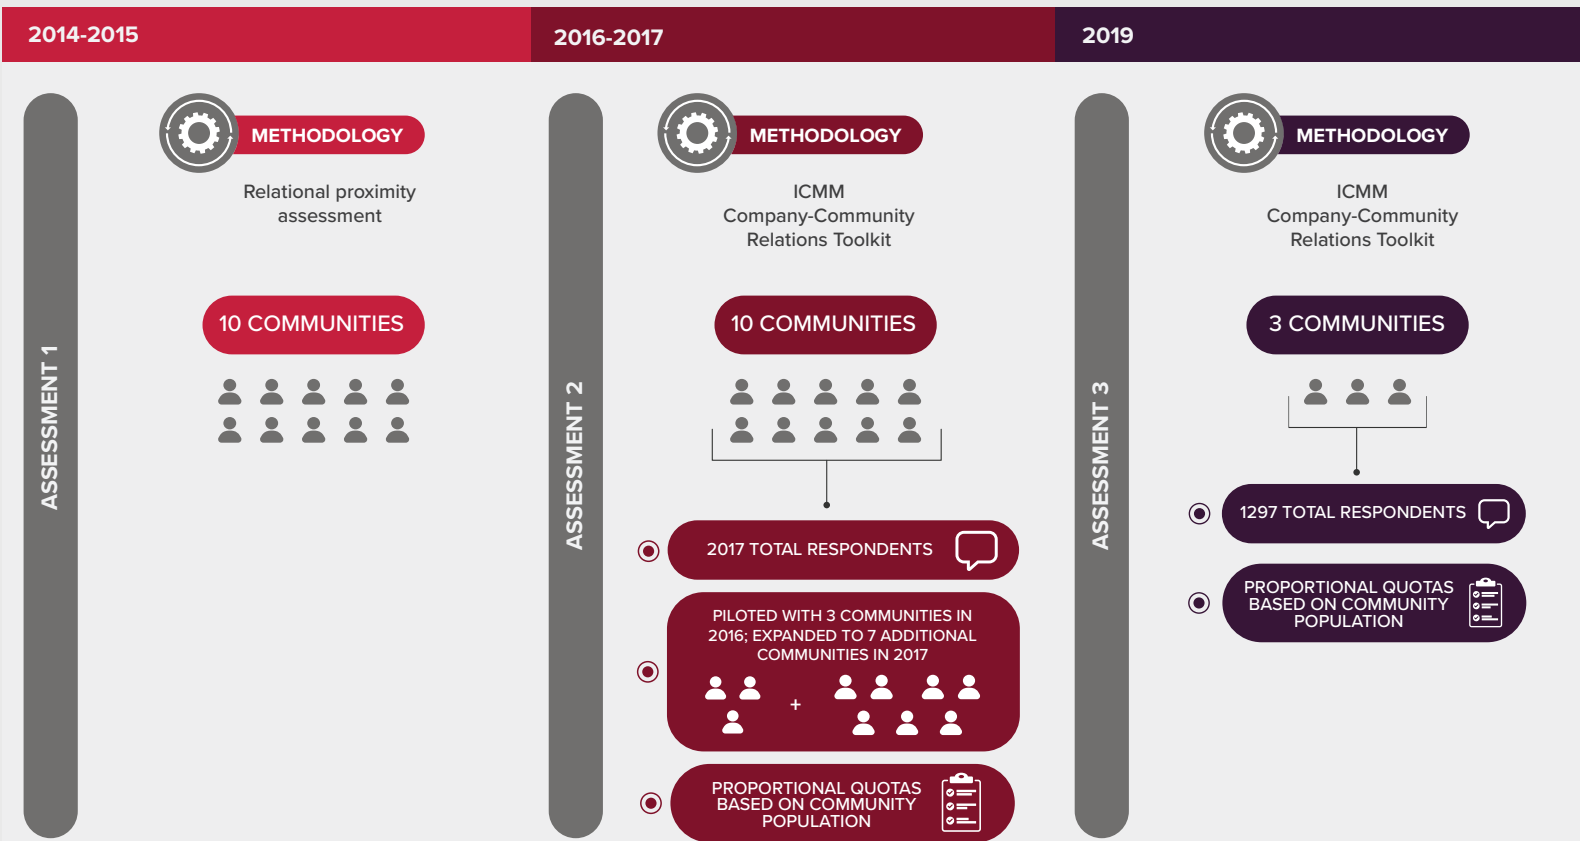 2014-2015
ASSESSMENT 1
METHODOLOGY
Relational proximity
assessment
10 COMMUNITIES
2016-2017
ASSESSMENT 2
METHODOLOGY
ICMM
Company-Community
Relations Toolkit
10 COMMUNITIES
2017 TOTAL RESPONDENTS
PILOTED WITH 3 COMMUNITIES IN
2016; EXPANDED TO 7 ADDITIONAL
COMMUNITIES IN 2017
+
PROPORTIONAL QUOTAS
BASED ON COMMUNITY
POPULATION
2019
ASSESSMENT 3
METHODOLOGY
ICMM
Company-Community
Relations Toolkit
3 COMMUNITIES
1297 TOTAL RESPONDENTS
PROPORTIONAL QUOTAS
BASED ON COMMUNITY
POPULATION